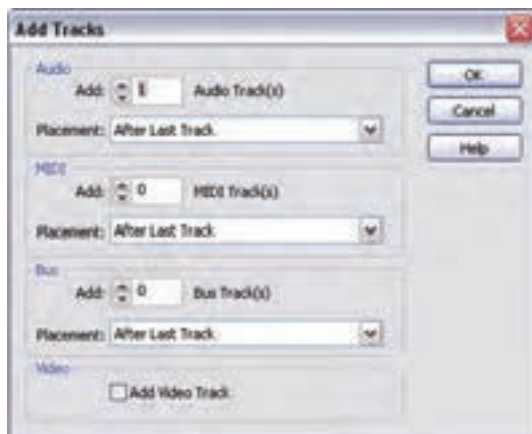 Add Tracks
Audio
Add: 1 Audio Track(s)
Placement: After Last Track
MIDI
Add: 0 MIDI Track(s)
Placement: After Last Track
Bus
Add: 0 Bus Track(s)
Placement: After Last Track
Video
Add Video Track
OK
Cancel
Help